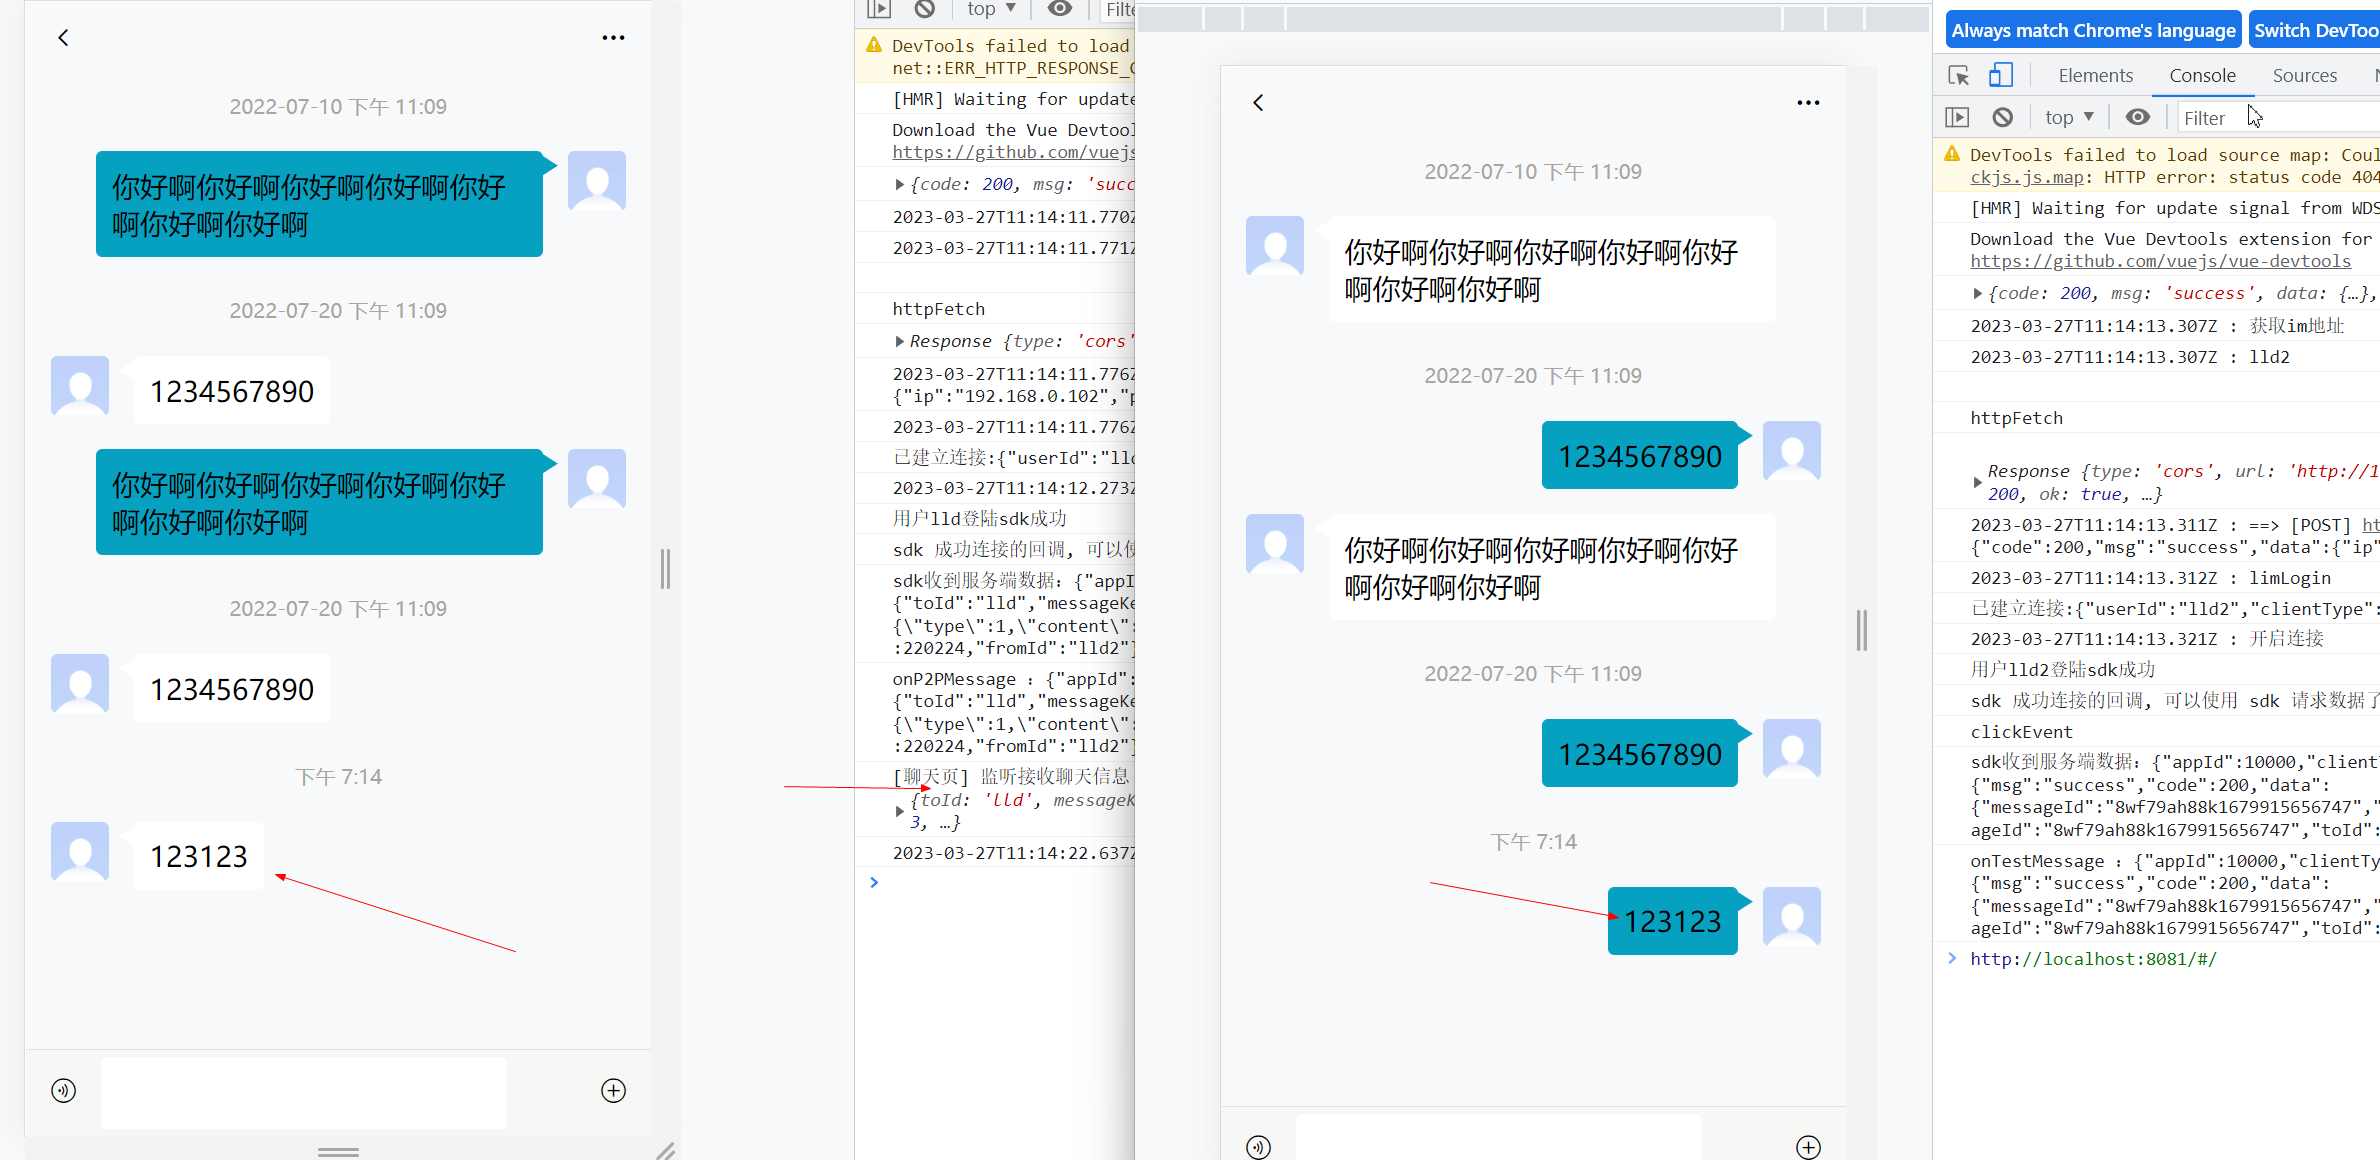 2022-07-10 下午 11:09
你好啊你好啊你好啊你好啊你好
啊你好啊你好啊
2022-07-20 下午 11:09
1234567890
你好啊你好啊你好啊你好啊你好
啊你好啊你好啊
2022-07-20 下午 11:09
1234567890
下午 7:14
123123
top
Filte
DevTools failed to load
net::ERR_HTTP_RESPONSE_C
[HMR] Waiting for update
Download the Vue Devtool
https://github.com/vuejs
{code: 200, msg: 'succ
2023-03-27T11:14:11.770Z
2023-03-27T11:14:11.771Z
httpFetch
Response {type: 'cors'
2023-03-27T11:14:11.776Z
{"ip":"192.168.0.102","p
2023-03-27T11:14:11.776Z
已建立连接:{"userId":"lld
2023-03-27T11:14:12.273Z
用户lld登陆sdk成功
sdk 成功连接的回调, 可以使
sdk收到服务端数据: {"appI
{"toId":"lld","messageKe
{\"type\":1,\"content\":
:220224,"fromId":"lld2"}
onP2PMessage : {"appId":
{"toId":"lld","messageKe
{\"type\":1,\"content\":
:220224,"fromId":"lld2"}
[聊天页] 监听接收聊天信息
{toId: 'lld', messageK
3, …}
2023-03-27T11:14:22.637Z
2022-07-10 下午 11:09
你好啊你好啊你好啊你好啊你好
啊你好啊你好啊
2022-07-20 下午 11:09
1234567890
你好啊你好啊你好啊你好啊你好
啊你好啊你好啊
2022-07-20 下午 11:09
1234567890
下午 7:14
123123
Always match Chrome's language
Switch DevToo
Elements Console Sources N
top
Filter
DevTools failed to load source map: Coul
ckjs.js.map: HTTP error: status code 404
[HMR] Waiting for update signal from WDS
Download the Vue Devtools extension for
https://github.com/vuejs/vue-devtools
{code: 200, msg: 'success', data: {…},
2023-03-27T11:14:13.307Z : 获取im地址
2023-03-27T11:14:13.307Z : lld2
httpFetch
Response {type: 'cors', url: 'http://1
200, ok: true, …}
2023-03-27T11:14:13.311Z : ==> [POST] ht
{"code":200,"msg":"success","data":{"ip"
2023-03-27T11:14:13.312Z : limLogin
已建立连接:{"userId":"lld2","clientType":
2023-03-27T11:14:13.321Z : 开启连接
用户lld2登陆sdk成功
sdk 成功连接的回调, 可以使用 sdk 请求数据了
clickEvent
sdk收到服务端数据: {"appId":10000,"clientT
{"msg":"success","code":200,"data":
{"messageId":"8wf79ah88k1679915656747","
ageId":"8wf79ah88k1679915656747","toId":
onTestMessage : {"appId":10000,"clientTy
{"msg":"success","code":200,"data":
{"messageId":"8wf79ah88k1679915656747","
ageId":"8wf79ah88k1679915656747","toId":
http://localhost:8081/#/